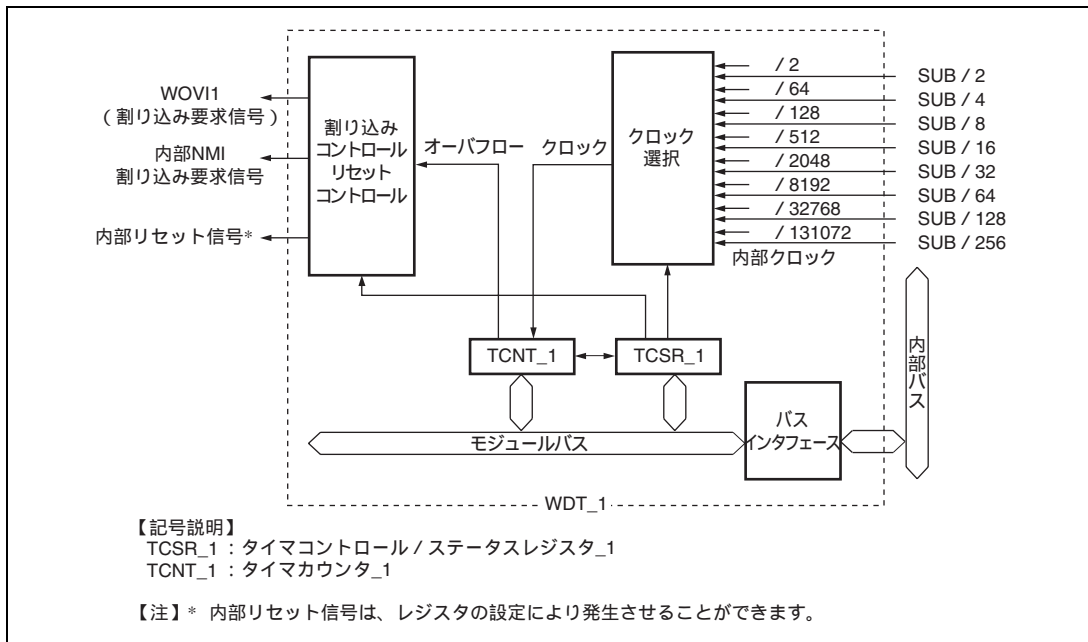 WOVI1
（割り込み要求信号）
内部NMI
割り込み要求信号
内部リセット信号*
割り込み
コントロール
リセット
コントロール
オーバフロー
クロック
クロック
選択
/ 2
/ 64
/ 128
/ 512
/ 2048
/ 8192
/ 32768
/ 131072
内部クロック
SUB / 2
SUB / 4
SUB / 8
SUB / 16
SUB / 32
SUB / 64
SUB / 128
SUB / 256
TCNT_1
TCSR_1
モジュールバス
バス
インタフェース
内部バス
WDT_1
【記号説明】
TCSR_1 : タイマコントロール / ステータスレジスタ_1
TCNT_1 : タイマカウンタ_1
【注】* 内部リセット信号は、レジスタの設定により発生させることができます。